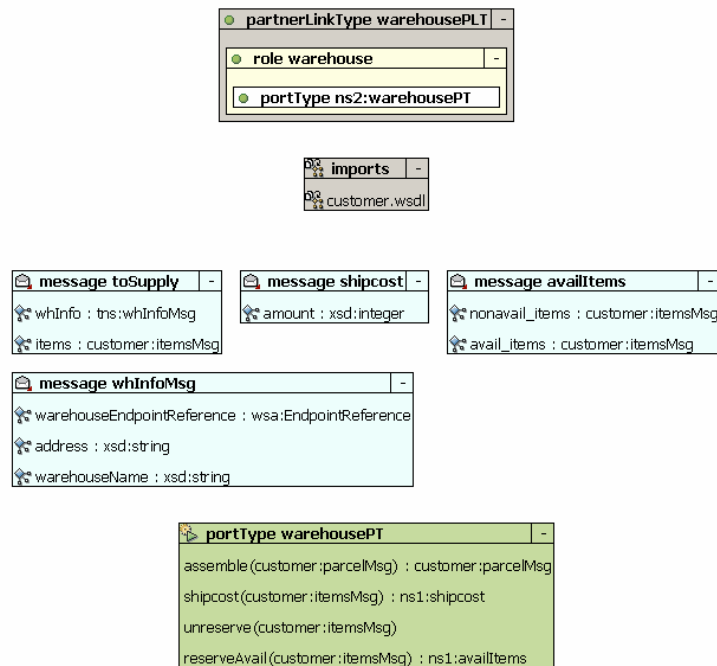 partnerLinkType warehousePLT -
role warehouse -
portType ns2:warehousePT
imports -
customer.wsdl
message toSupply -
whInfo : tns:whInfoMsg
items : customer:itemsMsg
message shipcost -
amount : xsd:integer
message availItems -
nonavail_items : customer:itemsMsg
avail_items : customer:itemsMsg
message whInfoMsg -
warehouseEndpointReference : wsa:EndpointReference
address : xsd:string
warehouseName : xsd:string
portType warehousePT -
assemble(customer:parcelMsg) : customer:parcelMsg
shipcost(customer:itemsMsg) : ns1:shipcost
unreserve(customer:itemsMsg)
reserveAvail(customer:itemsMsg) : ns1:availItems